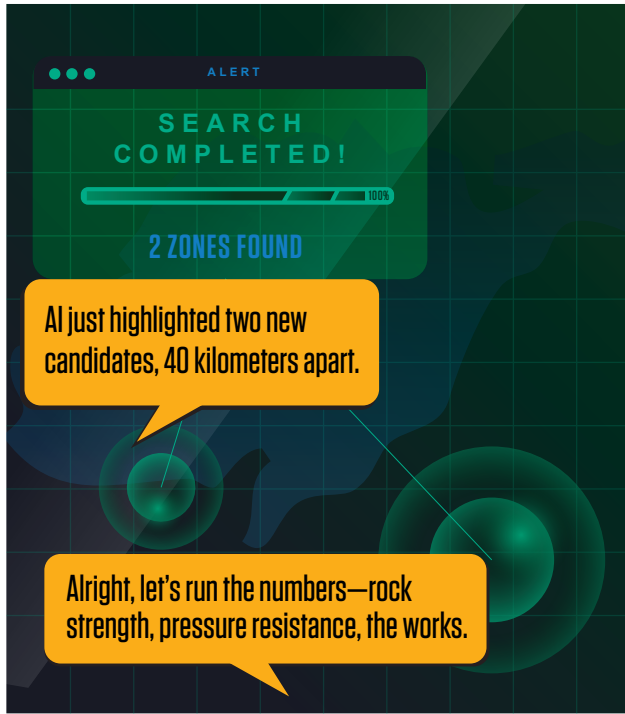 ALERT
SEARCH
COMPLETED!
100%
2 ZONES FOUND
AI just highlighted two new
candidates, 40 kilometers apart.
Alright, let’s run the numbers—rock
strength, pressure resistance, the works.